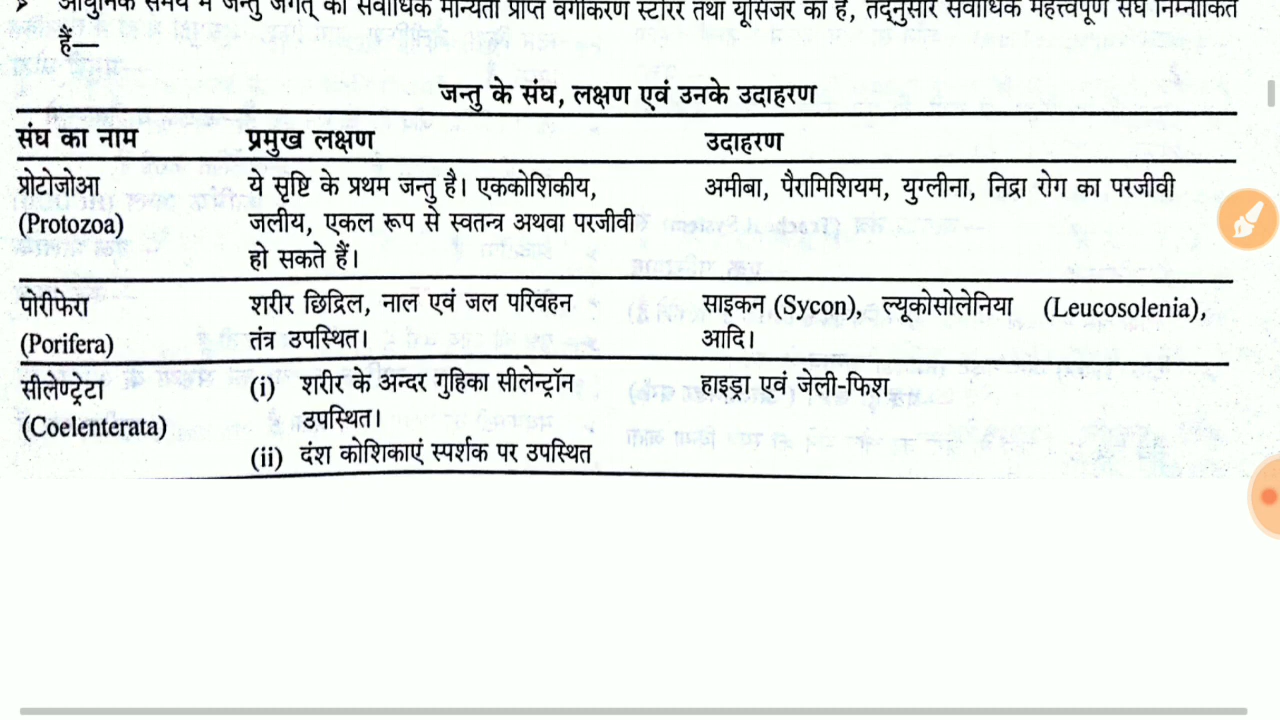 आधुनिक समय में जन्तु जगत् का सर्वाधिक मान्यता प्राप्त वर्गीकरण स्टोरर तथा यूसिंजर का है, तद्नुसार सर्वाधिक महत्त्वपूर्ण संघ निम्नांकित
हैं—
जन्तु के संघ, लक्षण एवं उनके उदाहरण
संघ का नाम प्रमुख लक्षण उदाहरण
प्रोटोजोआ ये सृष्टि के प्रथम जन्तु है। एककोशिकीय, अमीबा, पैरामिशियम, युग्लीना, निद्रा रोग का परजीवी
(Protozoa) जलीय, एकल रूप से स्वतन्त्र अथवा परजीवी
हो सकते हैं।
पोरीफेरा शरीर छिद्रिल, नाल एवं जल परिवहन साइकन (Sycon), ल्यूकोसोलेनिया (Leucosolenia),
(Porifera) तंत्र उपस्थित। आदि।
सीलेण्ट्रेटा (i) शरीर के अन्दर गुहिका सीलेन्ट्रॉन हाइड्रा एवं जेली-फिश
(Coelenterata) उपस्थित।
(ii) दंश कोशिकाएं स्पर्शक पर उपस्थित